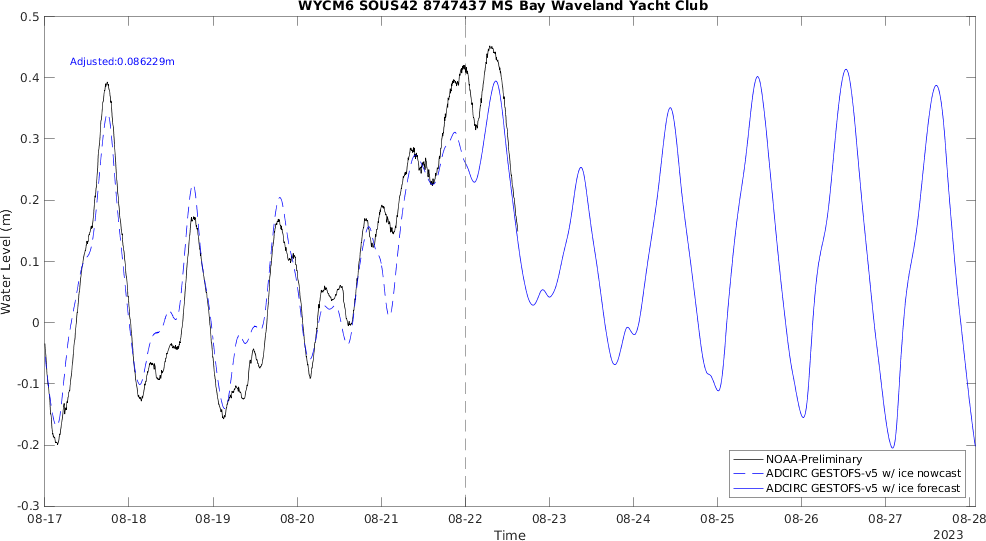 WYCM6 SOUS42 8747437 MS Bay Waveland Yacht Club
0.5
Adjusted:0.086229m
0.4
0.3
0.2
0.1
0
-0.1
-0.2
-0.3
Water Level (m)
NOAA-Preliminary
ADCIRC GESTOFS-v5 w/ ice nowcast
ADCIRC GESTOFS-v5 w/ ice forecast
08-17 08-18 08-19 08-20 08-21 08-22 08-23 08-24 08-25 08-26 08-27 08-28
Time
2023